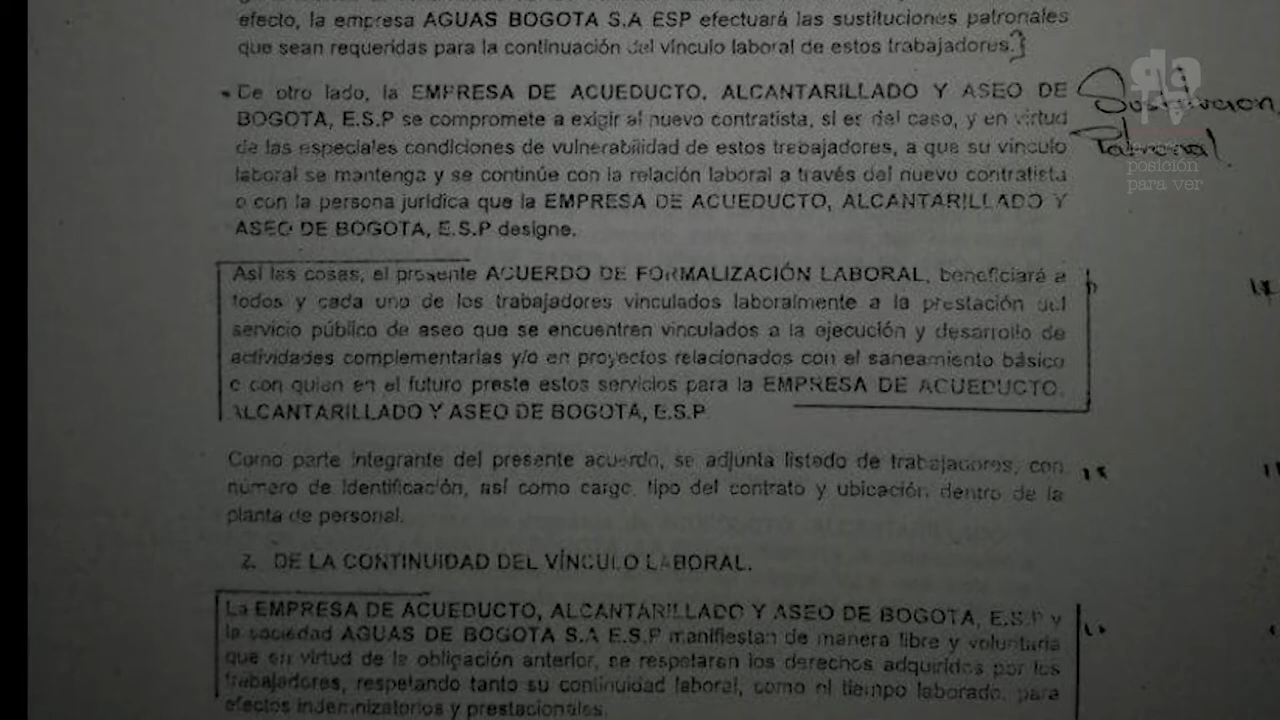 efecto, la empresa AGUAS BOGOTA S.A ESP efectuará las sustituciones patronales
que sean requeridas para la continuación del vínculo laboral de estos trabajadores.
De otro lado, la EMPRESA DE ACUEDUCTO, ALCANTARILLADO Y ASEO DE
BOGOTA, E.S.P se compromete a exigir al nuevo contratista, si es del caso, y en virtud
de las especiales condiciones de vulnerabilidad de estos trabajadores, a que su vinculo
laboral se mantenga y se continúe con la relación laboral a través del nuevo contratista
o con la persona jurídica que la EMPRESA DE ACUEDUCTO, ALCANTARILLADO Y
ASEO DE BOGOTA, E.S.P designe.
Sustitucion
Patronal.
posición
para ver
Así las cosas, el presente ACUERDO DE FORMALIZACIÓN LABORAL, beneficiará a
todos y cada uno de los trabajadores vinculados laboralmente a la prestación del
servicio público de aseo que se encuentren vinculados a la ejecución y desarrollo de
actividades complementarias y/o en proyectos relacionados con el saneamiento básico
o con quien en el futuro preste estos servicios para la EMPRESA DE ACUEDUCTO,
ALCANTARILLADO Y ASEO DE BOGOTA, E.S.P
Como parte integrante del presente acuerdo, se adjunta listado de trabajadores, con
número de identificación, así como cargo, tipo del contrato y ubicación dentro de la
planta de personal.
2. DE LA CONTINUIDAD DEL VÍNCULO LABORAL.
La EMPRESA DE ACUEDUCTO, ALCANTARILLADO Y ASEO DE BOGOTA, E.S.P y
la sociedad AGUAS DE BOGOTA S.A E.S.P manifiestan de manera libre y voluntaria
que en virtud de la obligación anterior, se respetaren los derechos adquiridos por los
trabajadores, respetando tanto su continuidad laboral, como el tiempo laborado, para
efectos indemnizatorios y prestacionales.